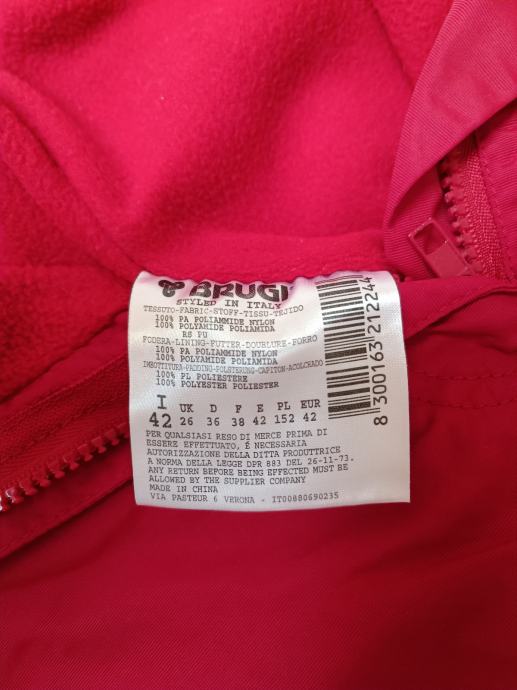 BRUGI
STYLED IN ITALY
TESSUTO-FABRIC-STOFF-TISSU-TEJIDO
100% PA POLIAMMIDE NYLON
100% POLYAMIDE POLIAMIDA
RS PU
FODERA-LINING-FUTTER-DOUBLURE-FORRO
100% PA POLIAMMIDE NYLON
100% POLYAMIDE POLIAMIDA
IMBOTTITURA-PADDING-POLSTERUNG-CAPITON-ACOLCHADO
100% PL POLIESTERE
100% POLYESTER POLIESTER
I UK D F E PL EUR
42 26 36 38 42 152 42
PER QUALSIASI RESO DI MERCE PRIMA DI
ESSERE EFFETTUATO, É NECESSARIA
AUTORIZZAZIONE DELLA DITTA PRODUTTRICE
A NORMA DELLA LEGGE DPR 883 DEL 26-11-73.
ANY RETURN BEFORE BEING EFFECTED MUST BE
ALLOWED BY THE SUPPLIER COMPANY
MADE IN CHINA
VIA PASTEUR 6 VERONA - IT00880690235
8 300163 212244